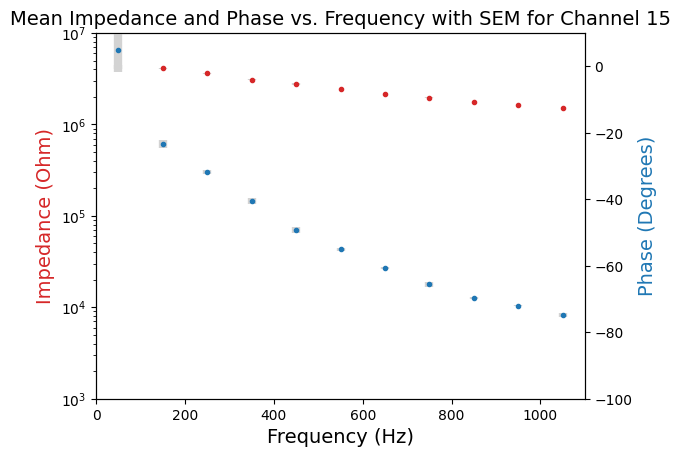 Mean Impedance and Phase vs. Frequency with SEM for Channel 15
10^7
10^6
10^5
10^4
10^3
Impedance (Ohm)
0
−20
−40
−60
−80
−100
Phase (Degrees)
0 200 400 600 800 1000
Frequency (Hz)